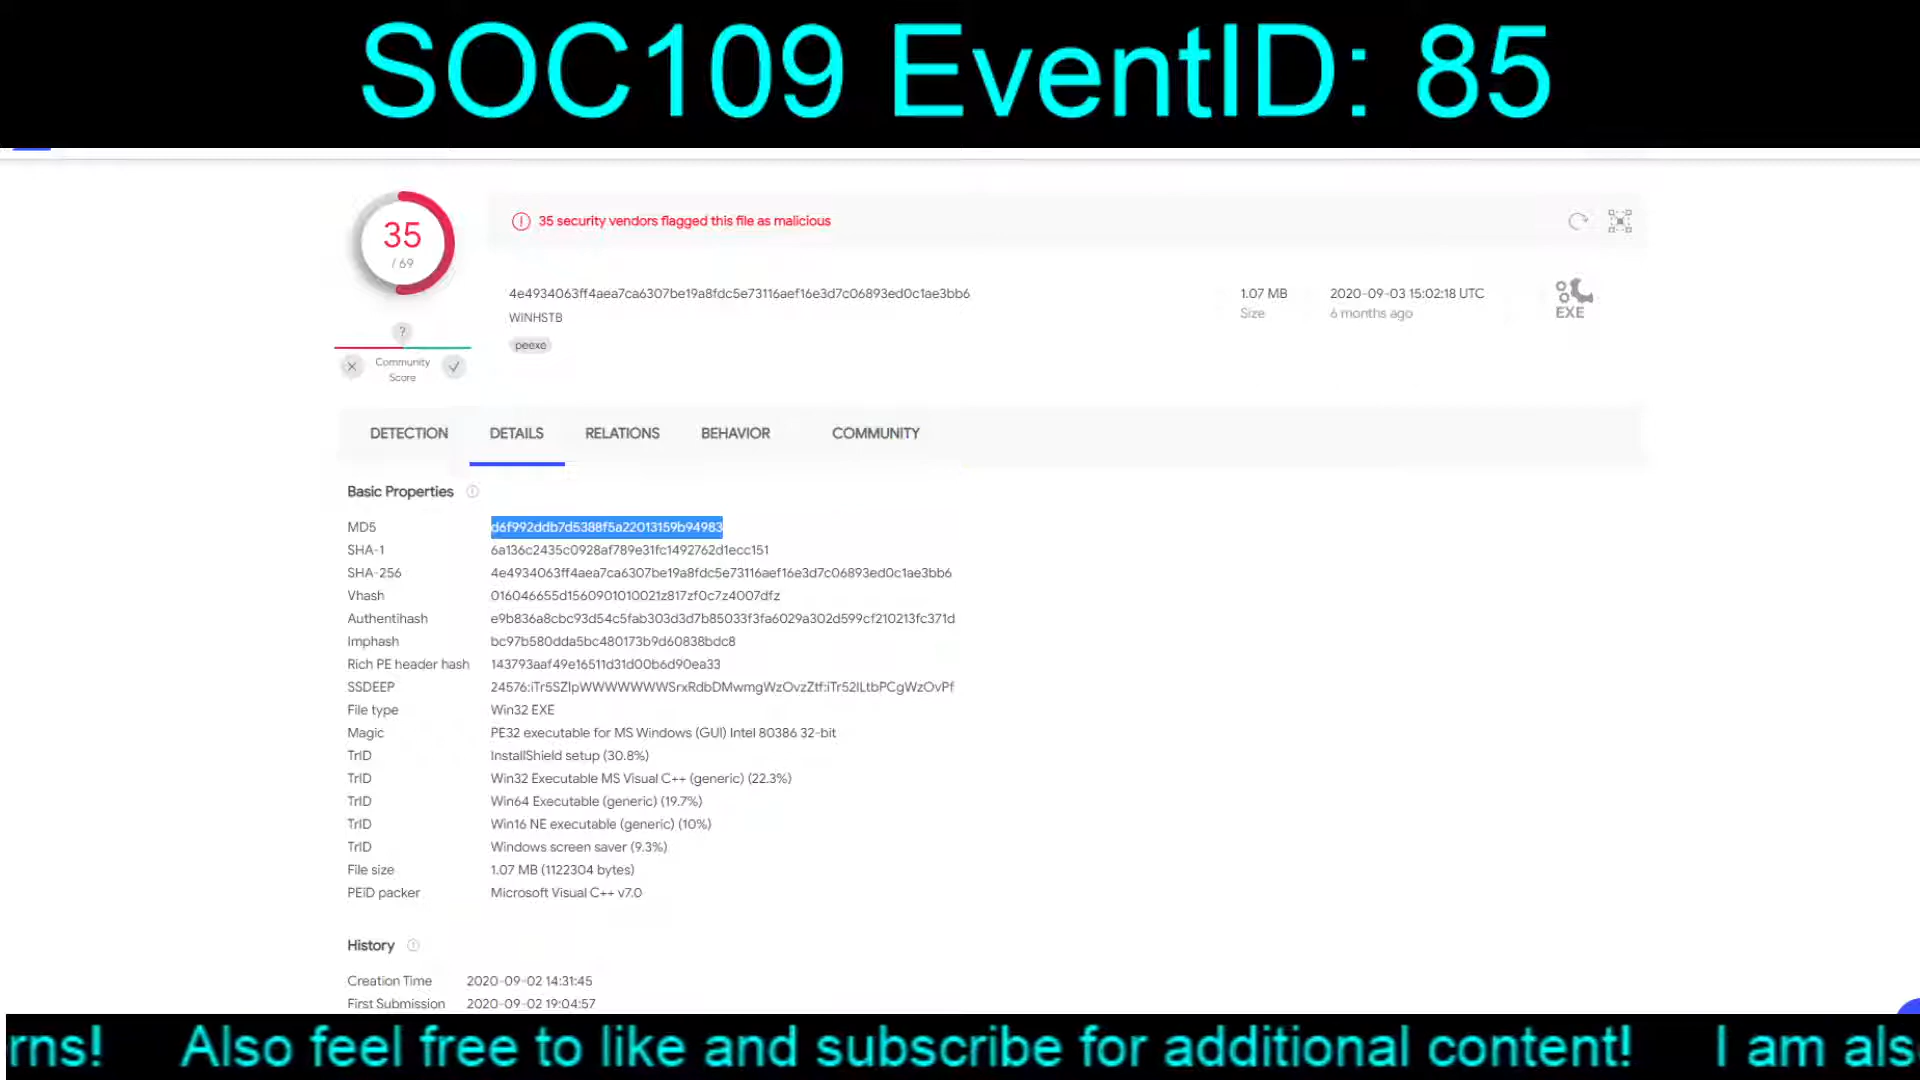 SOC109 EventID: 85
35
/ 69
35 security vendors flagged this file as malicious
4e4934063ff4aea7ca6307be19a8fdc5e73116aef16e3d7c06893ed0c1ae3bb6
WINHSTB
peexe
1.07 MB
Size
2020-09-03 15:02:18 UTC
6 months ago
EXE
?
Community
Score
DETECTION DETAILS RELATIONS BEHAVIOR COMMUNITY
Basic Properties
MD5 d6f992ddb7d5388f5a22013159b94983
SHA-1 6a136c2435c0928af789e31fc1492762d1ecc151
SHA-256 4e4934063ff4aea7ca6307be19a8fdc5e73116aef16e3d7c06893ed0c1ae3bb6
Vhash 016046655d1560901010021z817zf0c7z4007dfz
Authentihash e9b836a8cbc93d54c5fab303d3d7b85033f3fa6029a302d599cf210213fc371d
Imphash bc97b580dda5bc480173b9d60838bdc8
Rich PE header hash 143793aaf49e16511d31d00b6d90ea33
SSDEEP 24576:iTr5SZIpWWWWWWWSrxRdbDMwmgWzOvzZtf:iTr52ILtbPCgWzOvPf
File type Win32 EXE
Magic PE32 executable for MS Windows (GUI) Intel 80386 32-bit
TrID InstallShield setup (30.8%)
TrID Win32 Executable MS Visual C++ (generic) (22.3%)
TrID Win64 Executable (generic) (19.7%)
TrID Win16 NE executable (generic) (10%)
TrID Windows screen saver (9.3%)
File size 1.07 MB (1122304 bytes)
PEiD packer Microsoft Visual C++ v7.0
History
Creation Time 2020-09-02 14:31:45
First Submission 2020-09-02 19:04:57
rns! Also feel free to like and subscribe for additional content! I am als